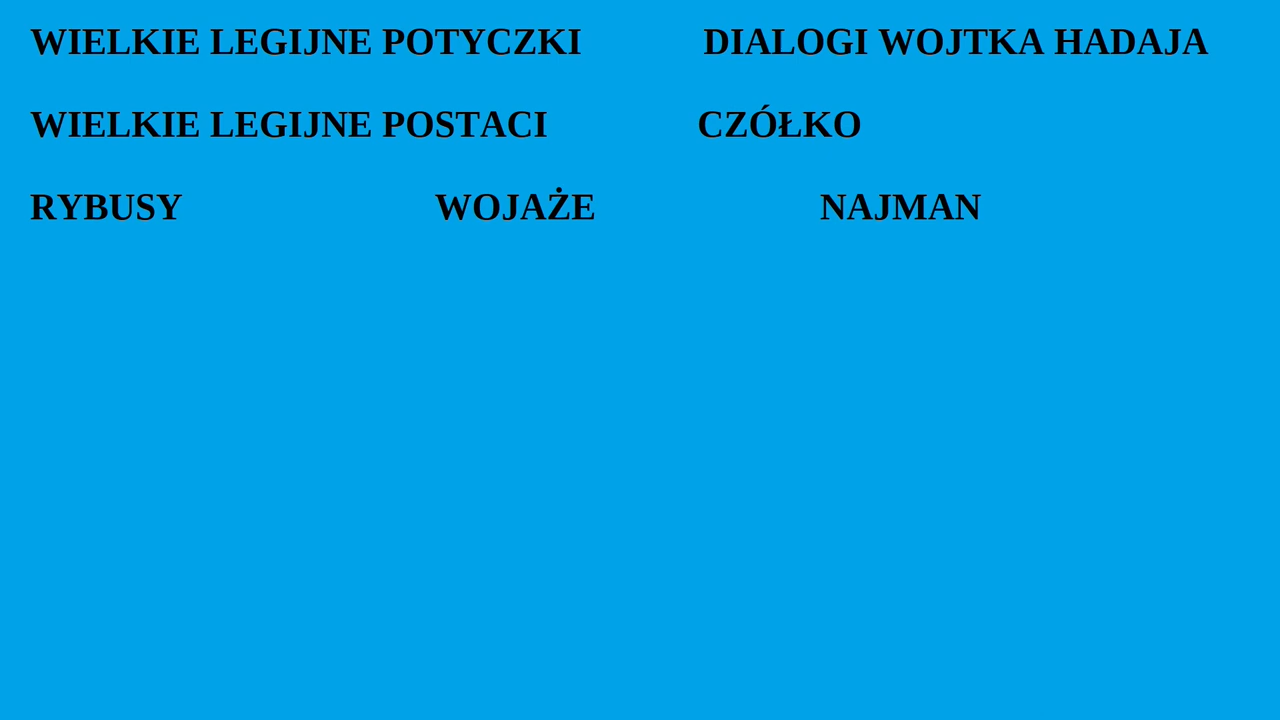 WIELKIE LEGIJNE POTYCZKI DIALOGI WOJTKA HADAJA
WIELKIE LEGIJNE POSTACI CZÓŁKO
RYBUSY WOJAŻE NAJMAN